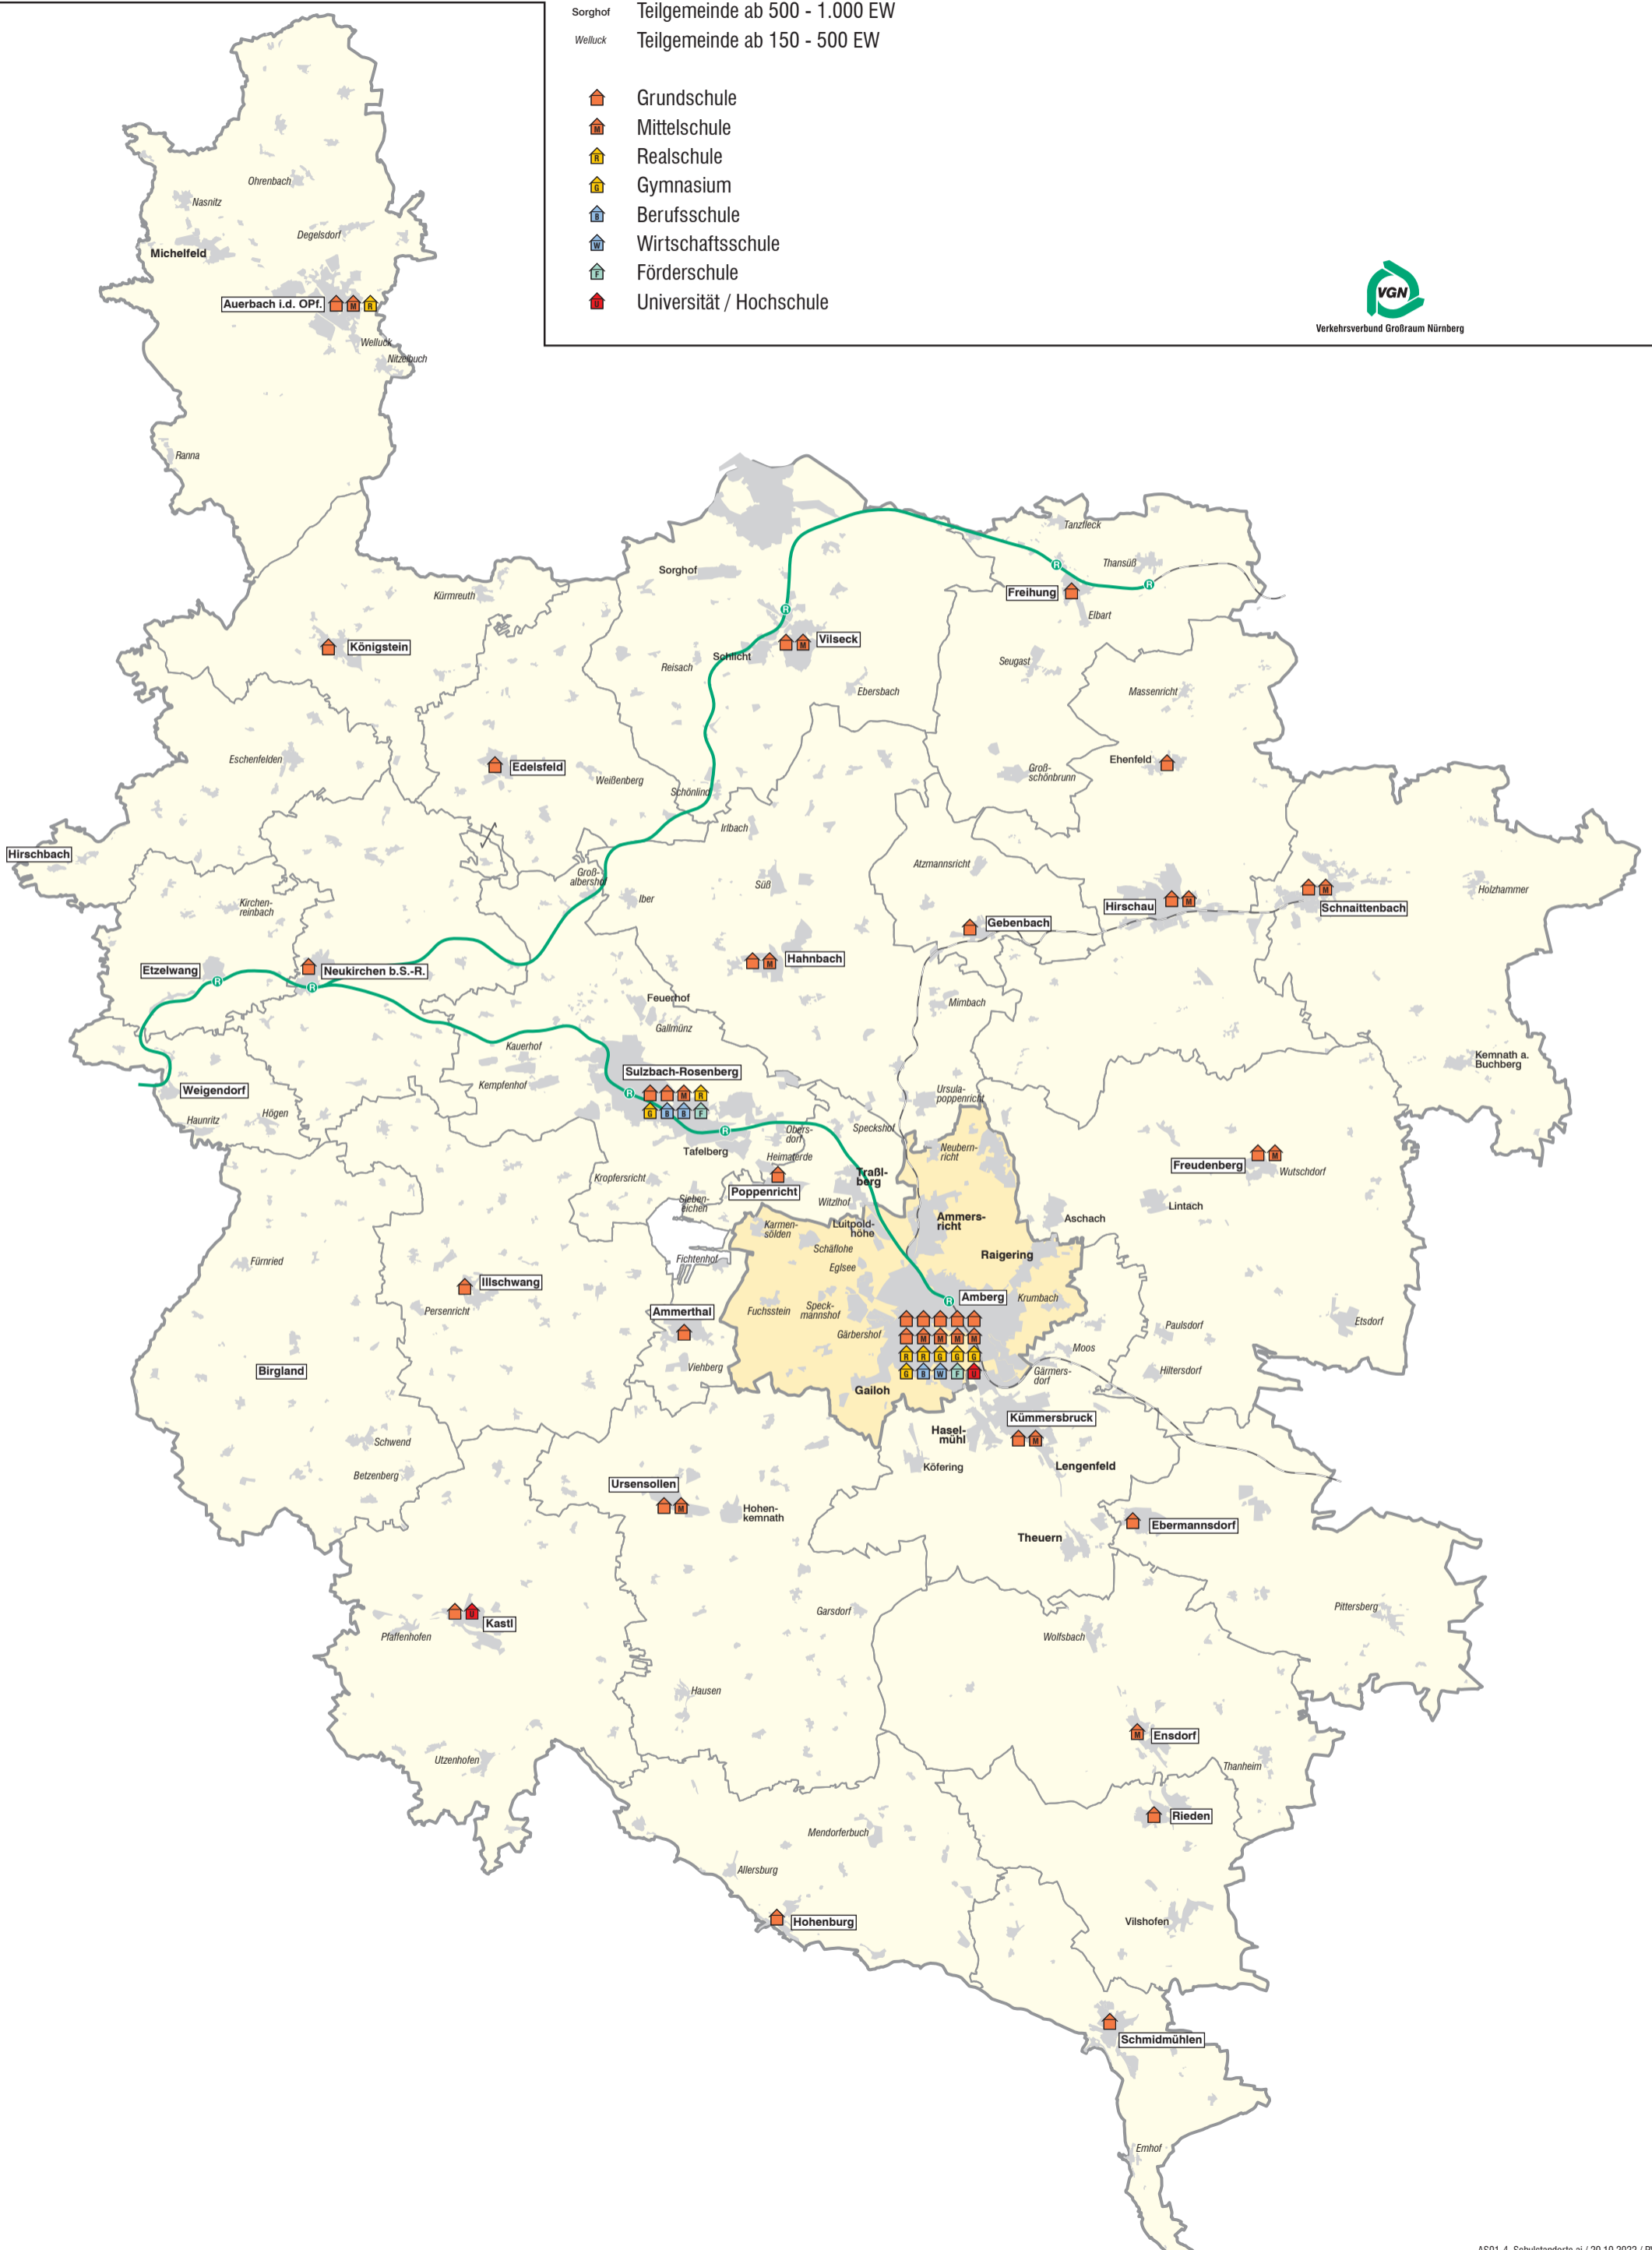 Sorghof Teilgemeinde ab 500 - 1.000 EW
Welluck Teilgemeinde ab 150 - 500 EW
Grundschule
M Mittelschule
R Realschule
G Gymnasium
B Berufsschule
W Wirtschaftsschule
F Förderschule
U Universität / Hochschule
VGN
Verkehrsverbund Großraum Nürnberg
Ohrenbach
Nasnitz
Degelsdorf
Michelfeld
Auerbach i.d. OPf. M R
Welluck
Nitzelbuch
Ranna
Tanzfleck
R
Thansüß
Sorghof
R
Freihung
Kürmreuth
R
Elbart
Königstein
Vilseck
M
Schlicht
Reisach
Seugast
Ebersbach
Massenricht
Eschenfelden
Ehenfeld
Edelsfeld
Groß-
schönbrunn
Weißenberg
Schönlind
Irlbach
Hirschbach
Atzmannsricht
Groß-
albershof
Süß
Holzhammer
M
Iber
M
Kirchen-
reinbach
Hirschau
Schnaittenbach
Gebenbach
Hahnbach
M
Etzelwang
Neukirchen b.S.-R.
R
R
Feuerhof
Mimbach
Gallmünz
Kauerhof
Kemnath a.
Buchberg
Sulzbach-Rosenberg
Kempfenhof
Weigendorf
R M R
G B B F
Ursula-
poppenricht
Högen
Haunritz
R
Obers-
dorf
Speckshof
Tafelberg
Neubern-
richt
Heimaterde
M
Freudenberg
Wutschdorf
Kropfersricht
Traßl-
berg
Poppenricht
Sieben-
eichen
Witzlhof
Lintach
Ammers-
richt
Aschach
Karmen-
sölden
Luitpold-
höhe
Schäflohe
Raigering
Fichtenhof
Fürnried
Eglsee
Illschwang
Persenricht
R
Amberg
Krumbach
Ammerthal
Fuchsstein
Speck-
mannshof
M M M M
R R G G G
G B W F U
Gärbershof
Paulsdorf
Etsdorf
Moos
Viehberg
Birgland
Gärmers-
dorf
Hiltersdorf
Gailoh
Kümmersbruck
M
Hasel-
mühl
Schwend
Köfering
Lengenfeld
Betzenberg
Ursensollen
M
Hohen-
kemnath
Ebermannsdorf
Theuern
Pittersberg
Garsdorf
U
Kastl
Pfaffenhofen
Wolfsbach
Hausen
M
Ensdorf
Utzenhofen
Thanheim
Rieden
Mendorferbuch
Allersburg
Hohenburg
Vilshofen
Schmidmühlen
Emhof